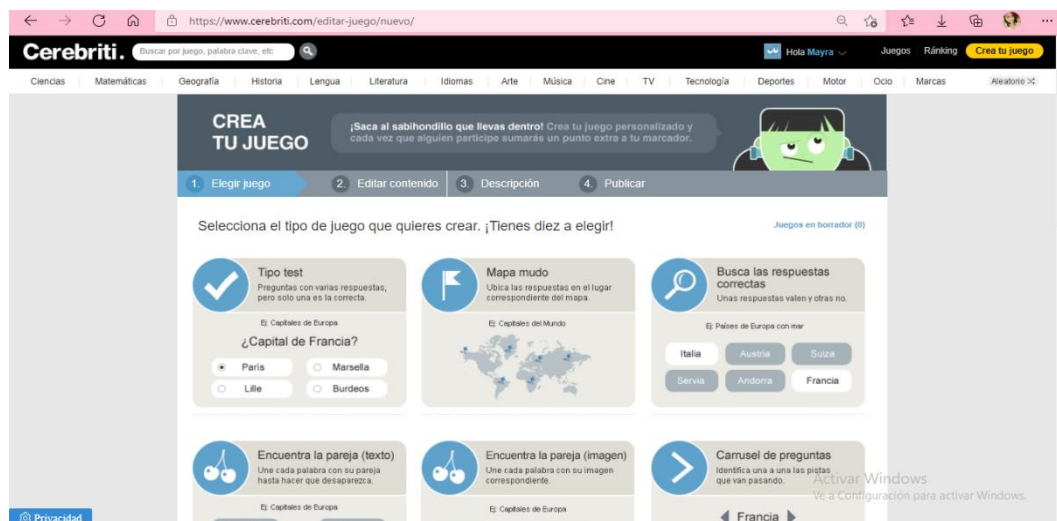 https://www.cerebriti.com/editar-juego/nuevo/
Cerebriti.
Buscar por juego, palabra clave, etc
Hola Mayra
Juegos
Ránking
Crea tu juego
Ciencias
Matemáticas
Geografía
Historia
Lengua
Literatura
Idiomas
Arte
Música
Cine
TV
Tecnología
Deportes
Motor
Ocio
Marcas
Aleatorio
CREA
TU JUEGO
¡Saca al sabihondillo que llevas dentro! Crea tu juego personalizado y
cada vez que alguien participe sumarás un punto extra a tu marcador.
1. Elegir juego
2. Editar contenido
3. Descripción
4. Publicar
Selecciona el tipo de juego que quieres crear. ¡Tienes diez a elegir!
Juegos en borrador (0)
Tipo test
Preguntas con varias respuestas,
pero solo una es la correcta.
Ej: Capitales de Europa
¿Capital de Francia?
París
Marsella
Lille
Burdeos
Mapa mudo
Ubica las respuestas en el lugar
correspondiente del mapa.
Ej: Capitales del Mundo
Busca las respuestas
correctas
Unas respuestas valen y otras no.
Ej: Países de Europa con mar
Italia
Austria
Suiza
Servia
Andorra
Francia
Encuentra la pareja (texto)
Une cada palabra con su pareja
hasta hacer que desaparezca.
Ej: Capitales de Europa
Encuentra la pareja (imagen)
Une cada palabra con su imagen
correspondiente.
Ej: Capitales de Europa
Carrusel de preguntas
Identifica una a una las pistas
que van pasando.
Francia
Activar Windows
Ve a Configuración para activar Windows.
Privacidad